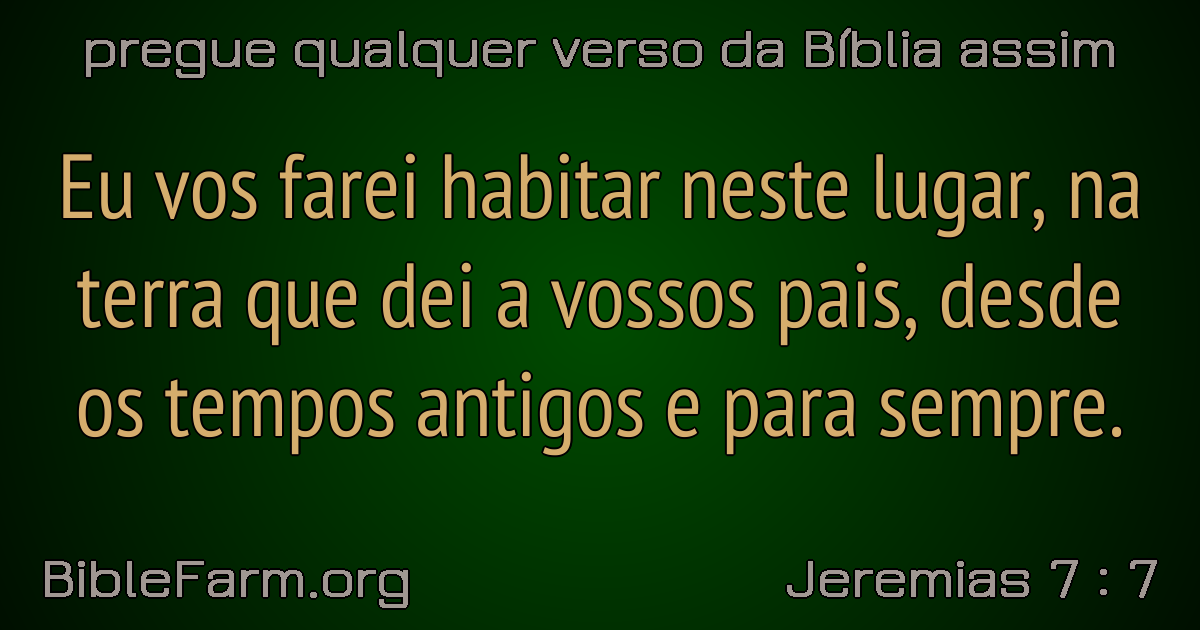 pregue qualquer verso da Bíblia assim
Eu vos farei habitar neste lugar, na
terra que dei a vossos pais, desde
os tempos antigos e para sempre.
BibleFarm.org
Jeremias 7 : 7